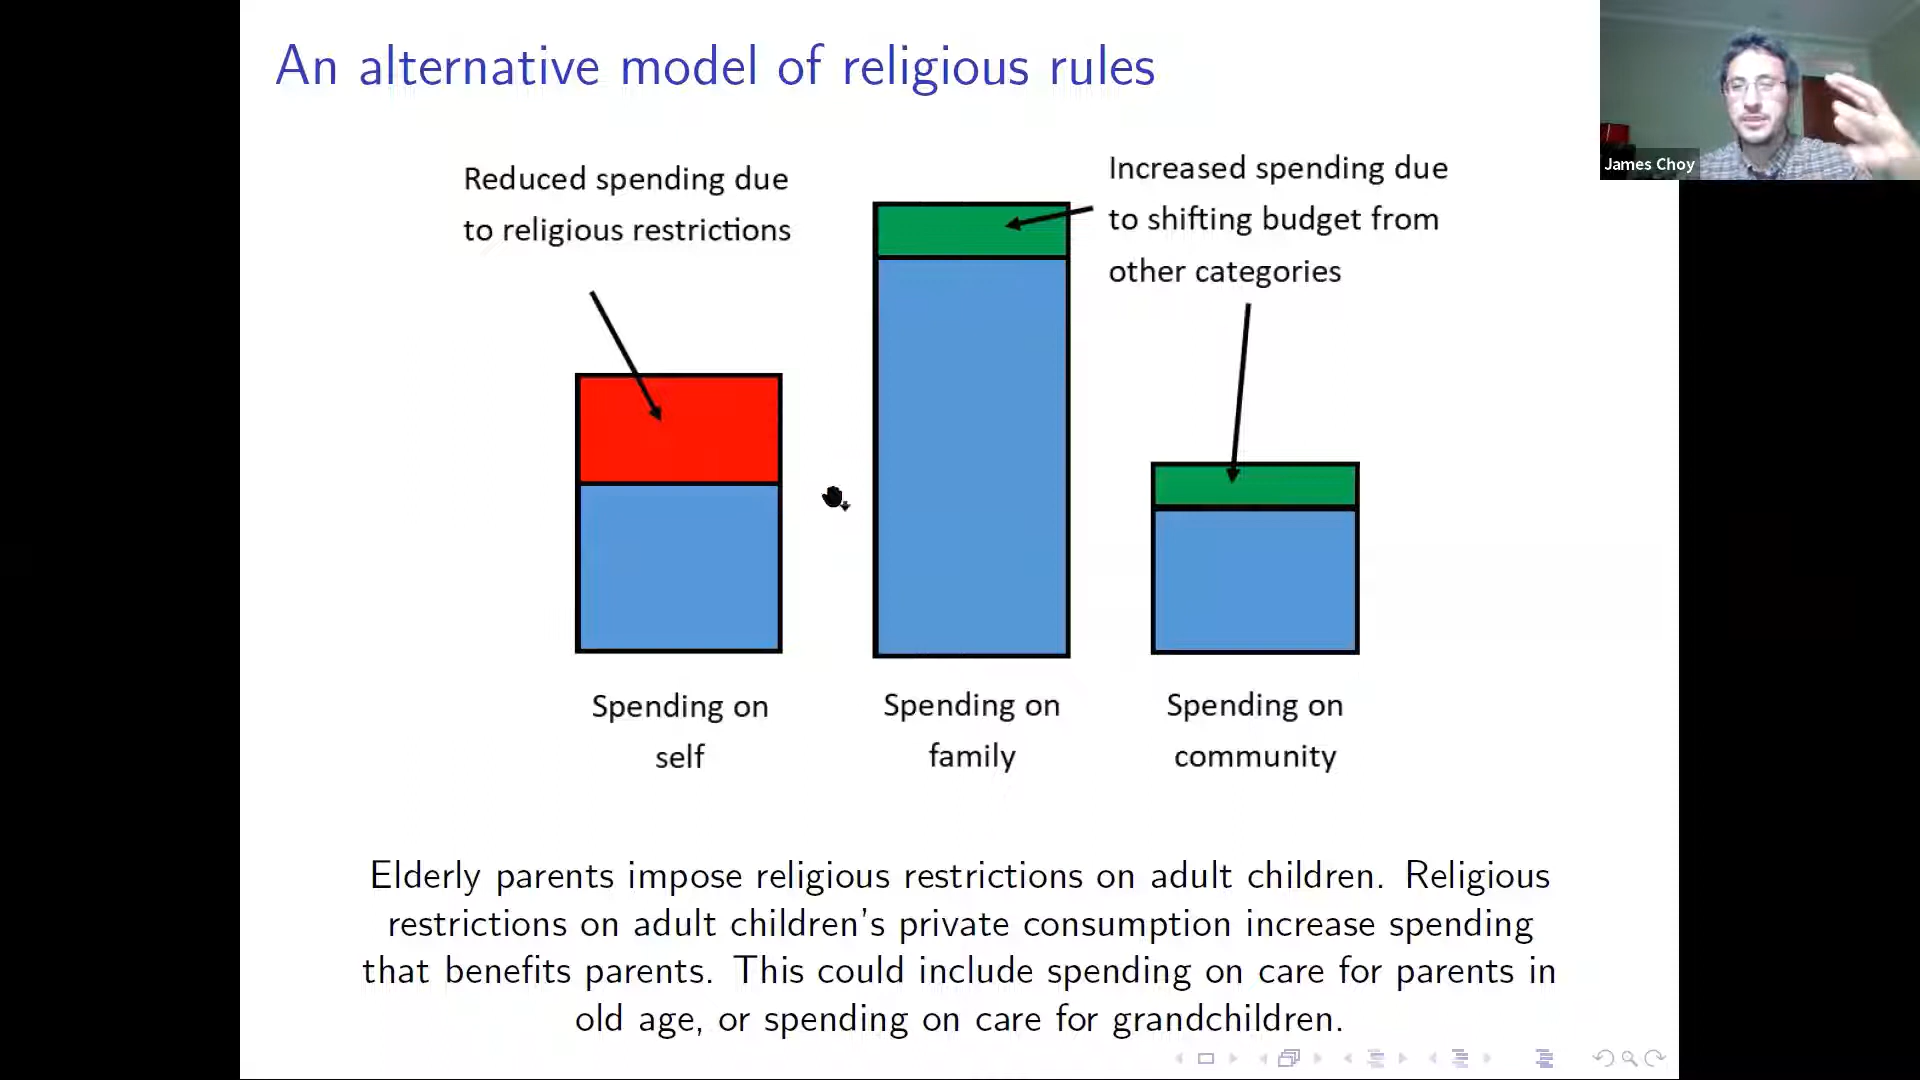 An alternative model of religious rules
James Choy
Reduced spending due
to religious restrictions
Increased spending due
to shifting budget from
other categories
Spending on
self
Spending on
family
Spending on
community
Elderly parents impose religious restrictions on adult children. Religious
restrictions on adult children's private consumption increase spending
that benefits parents. This could include spending on care for parents in
old age, or spending on care for grandchildren.